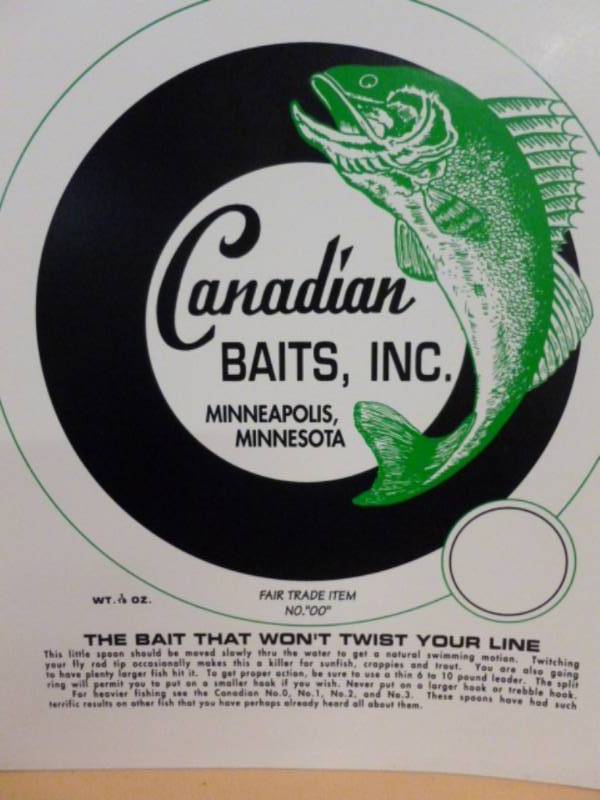 Canadian
BAITS, INC.
MINNEAPOLIS,
MINNESOTA
WT. OZ.
FAIR TRADE ITEM
NO."00"
THE BAIT THAT WON'T TWIST YOUR LINE
This little spoon should be moved slowly thru the water to get a natural swimming motion. Twitching
your fly rod tip occasionally makes this a killer for sunfish, crappies and trout. You are also going
to have plenty larger fish hit it. To get proper action, be sure to use a thin 6 to 10 pound leader. The split
ring will permit you to put on a smaller hook if you wish. Never put on a larger hook or trebble hook.
For heavier fishing see the Canadian No.0, No.1, No.2, and No.3. These spoons have had such
terrific results on other fish that you have perhaps already heard all about them.